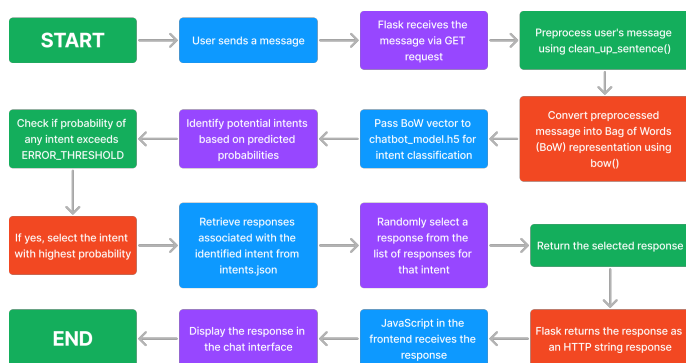 START
User sends a message
Flask receives the
message via GET
request
Preprocess user's message
using clean_up_sentence()
Convert preprocessed
message into Bag of Words
(BoW) representation using
bow()
Pass BoW vector to
chatbot_model.h5 for
intent classification
Identify potential intents
based on predicted
probabilities
Check if probability of
any intent exceeds
ERROR_THRESHOLD
If yes, select the intent
with highest probability
Retrieve responses
associated with the
identified intent from
intents.json
Randomly select a
response from the
list of responses for
that intent
Return the selected response
Flask returns the response as
an HTTP string response
JavaScript in the
frontend receives the
response
Display the response in
the chat interface
END